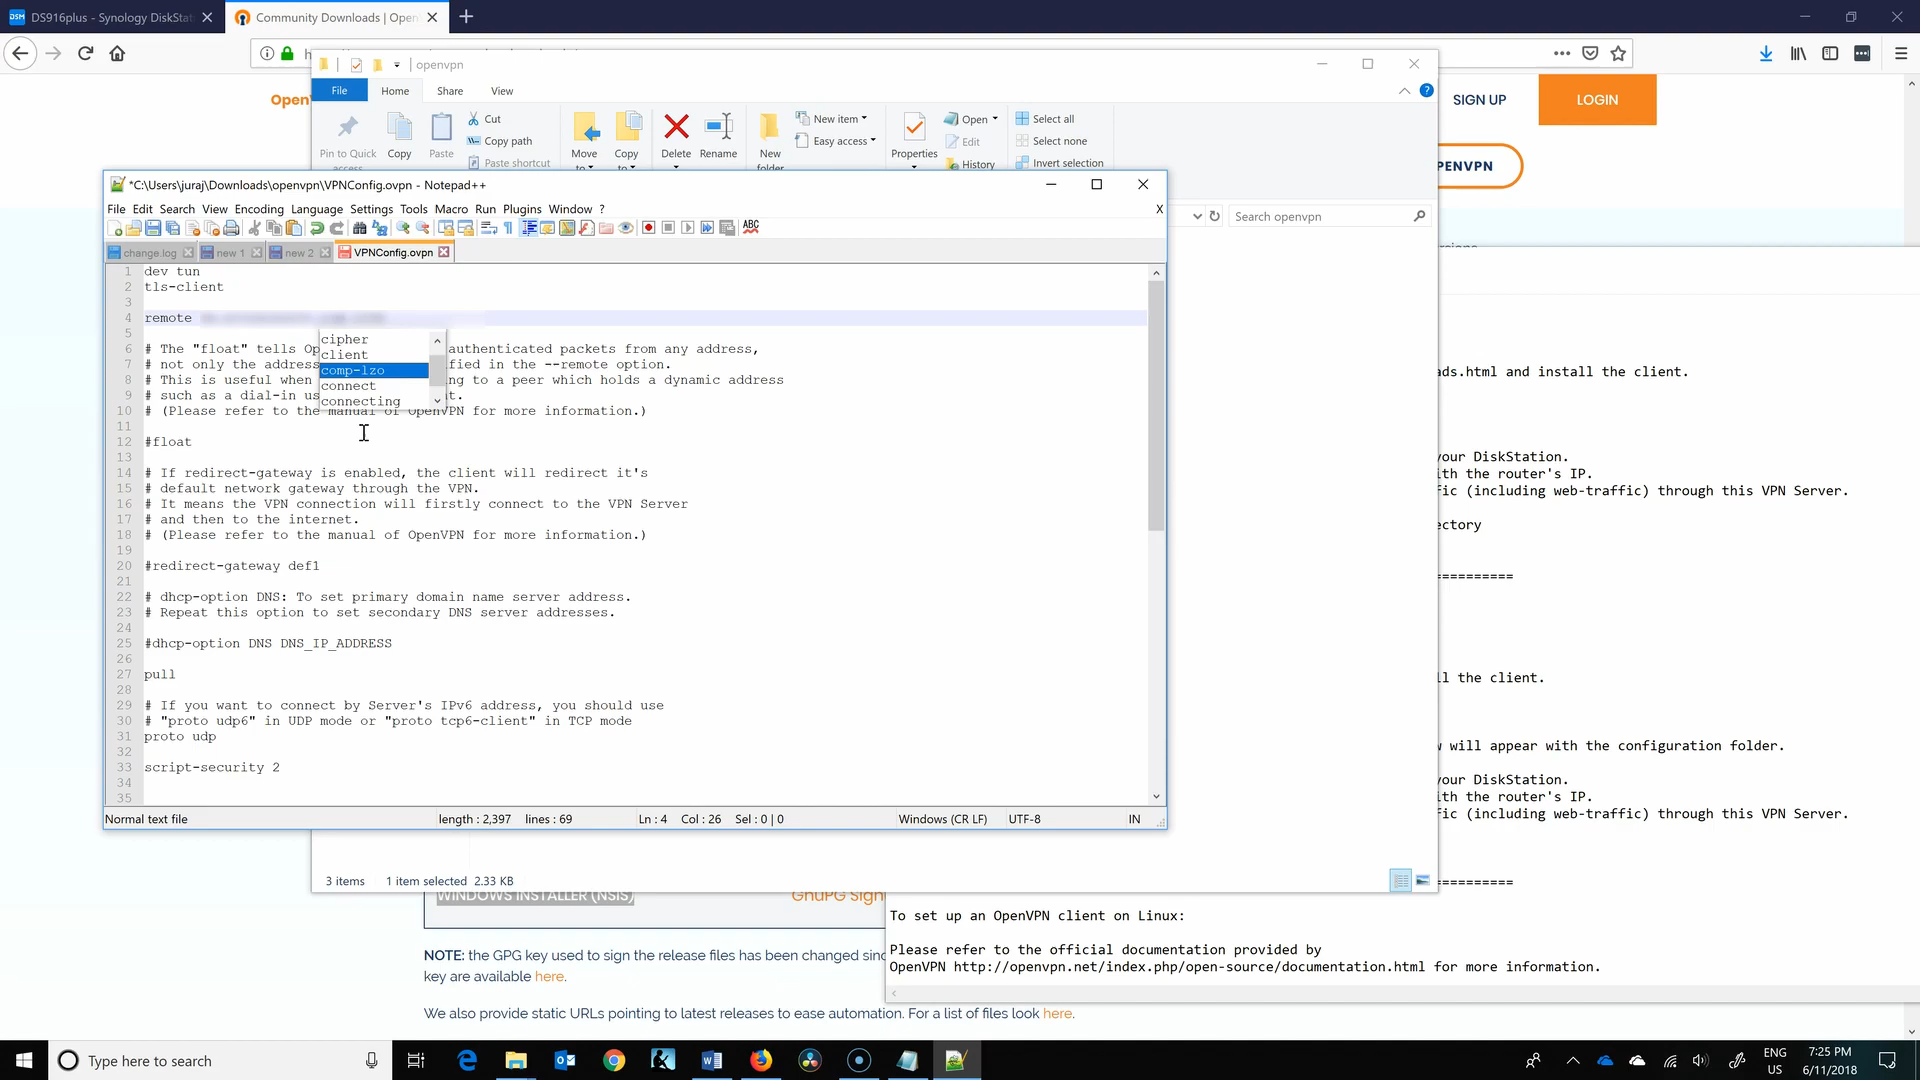 DS916plus - Synology DiskSta
Community Downloads | Open
Open
SIGN UP
LOGIN
PENVPN
openvpn
File
Home
Share
View
Pin to Quick
access
Copy
Paste
Cut
Copy path
Paste shortcut
Move
to
Copy
to
Delete
Rename
New
folder
New item
Easy access
Properties
Open
Edit
History
Select all
Select none
Invert selection
Search openvpn
*C:\Users\juraj\Downloads\openvpn\VPNConfig.ovpn - Notepad++
File Edit Search View Encoding Language Settings Tools Macro Run Plugins Window ?
X
ABC
change.log
new 1
new 2
VPNConfig.ovpn
1 dev tun
2 tls-client
3
4 remote
5
6 # The "float" tells Op authenticated packets from any address,
7 # not only the address fied in the --remote option.
8 # This is useful when ng to a peer which holds a dynamic address
9 # such as a dial-in us t.
10 # (Please refer to the manual of OpenVPN for more information.)
11
12 #float
13
14 # If redirect-gateway is enabled, the client will redirect it's
15 # default network gateway through the VPN.
16 # It means the VPN connection will firstly connect to the VPN Server
17 # and then to the internet.
18 # (Please refer to the manual of OpenVPN for more information.)
19
20 #redirect-gateway def1
21
22 # dhcp-option DNS: To set primary domain name server address.
23 # Repeat this option to set secondary DNS server addresses.
24
25 #dhcp-option DNS DNS_IP_ADDRESS
26
27 pull
28
29 # If you want to connect by Server's IPv6 address, you should use
30 # "proto udp6" in UDP mode or "proto tcp6-client" in TCP mode
31 proto udp
32
33 script-security 2
34
35
cipher
client
comp-lzo
connect
connecting
Normal text file
length : 2,397 lines : 69
Ln : 4 Col : 26 Sel : 0 | 0
Windows (CR LF)
UTF-8
IN
3 items
1 item selected 2.33 KB
ads.html and install the client.
your DiskStation.
ith the router's IP.
fic (including web-traffic) through this VPN Server.
ectory
==========
ll the client.
w will appear with the configuration folder.
your DiskStation.
ith the router's IP.
fic (including web-traffic) through this VPN Server.
==========
To set up an OpenVPN client on Linux:
Please refer to the official documentation provided by
OpenVPN http://openvpn.net/index.php/open-source/documentation.html for more information.
WINDOWS INSTALLER (NSIS)
GnuPG Sign
NOTE: the GPG key used to sign the release files has been changed sinc
key are available here.
We also provide static URLs pointing to latest releases to ease automation. For a list of files look here.
Type here to search
ENG
US
7:25 PM
6/11/2018